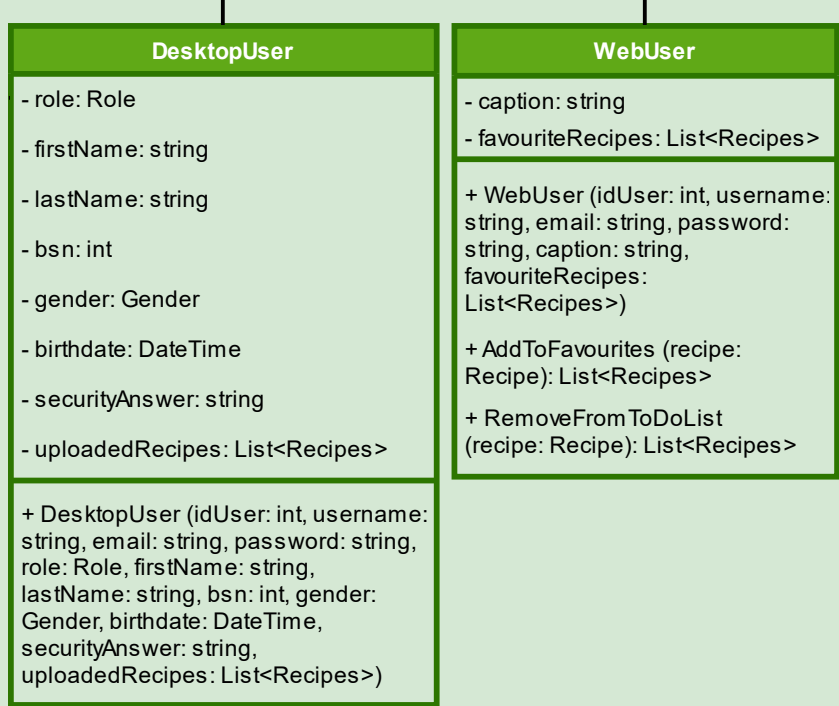 DesktopUser
- role: Role
- firstName: string
- lastName: string
- bsn: int
- gender: Gender
- birthdate: DateTime
- securityAnswer: string
- uploadedRecipes: List<Recipes>
+ DesktopUser (idUser: int, username:
string, email: string, password: string,
role: Role, firstName: string,
lastName: string, bsn: int, gender:
Gender, birthdate: DateTime,
securityAnswer: string,
uploadedRecipes: List<Recipes>)
WebUser
- caption: string
- favouriteRecipes: List<Recipes>
+ WebUser (idUser: int, username:
string, email: string, password:
string, caption: string,
favouriteRecipes:
List<Recipes>)
+ AddToFavourites (recipe:
Recipe): List<Recipes>
+ RemoveFromToDoList
(recipe: Recipe): List<Recipes>